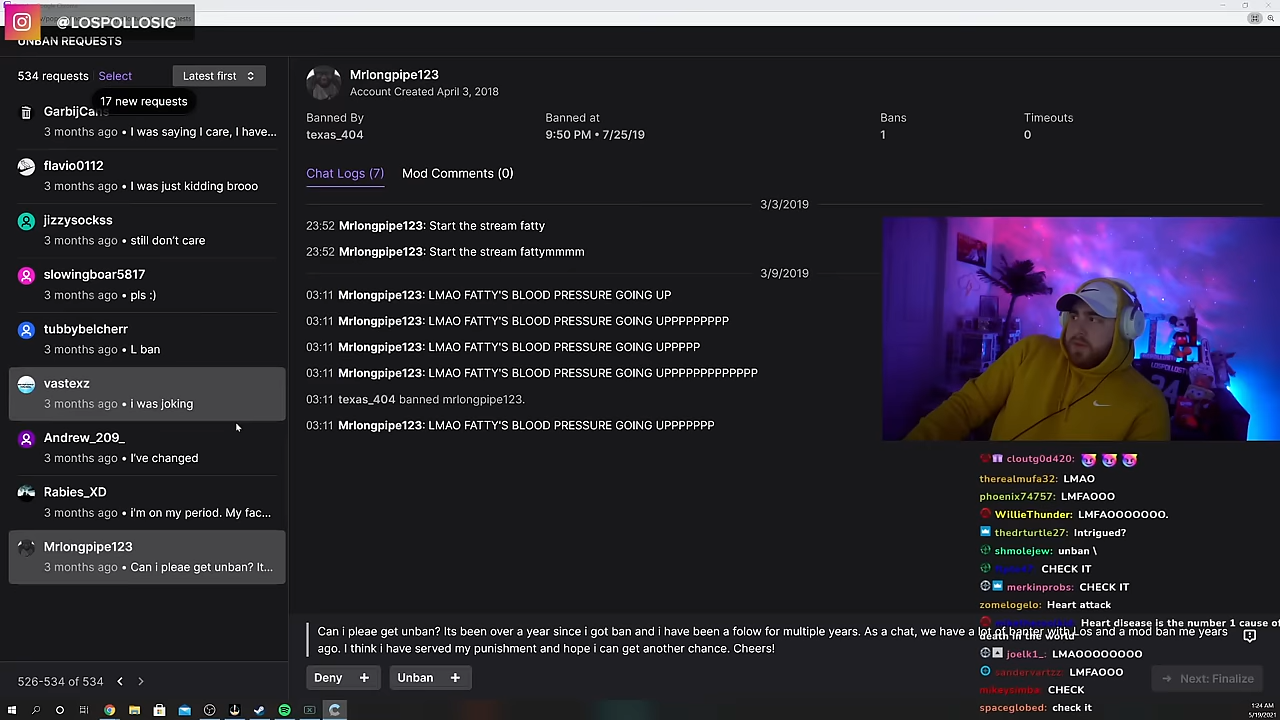 @LOSPOLLOSIG
UNBAN REQUESTS
534 requests Select Latest first
17 new requests
GarbijCan
3 months ago • I was saying I care, I have...
flavio0112
3 months ago • I was just kidding brooo
jizzysockss
3 months ago • still don't care
slowingboar5817
3 months ago • pls :)
tubbybelcherr
3 months ago • L ban
vastexz
3 months ago • i was joking
Andrew_209_
3 months ago • I've changed
Rabies_XD
3 months ago • i'm on my period. My fac...
Mrlongpipe123
3 months ago • Can i pleae get unban? It...
526-534 of 534
Mrlongpipe123
Account Created April 3, 2018
Banned By Banned at Bans Timeouts
texas_404 9:50 PM • 7/25/19 1 0
Chat Logs (7) Mod Comments (0)
3/3/2019
23:52 Mrlongpipe123: Start the stream fatty
23:52 Mrlongpipe123: Start the stream fattymmmm
3/9/2019
03:11 Mrlongpipe123: LMAO FATTY'S BLOOD PRESSURE GOING UP
03:11 Mrlongpipe123: LMAO FATTY'S BLOOD PRESSURE GOING UPPPPPPPPP
03:11 Mrlongpipe123: LMAO FATTY'S BLOOD PRESSURE GOING UPPPPP
03:11 Mrlongpipe123: LMAO FATTY'S BLOOD PRESSURE GOING UPPPPPPPPPPPPP
03:11 texas_404 banned mrlongpipe123.
03:11 Mrlongpipe123: LMAO FATTY'S BLOOD PRESSURE GOING UPPPPPPP
Can i pleae get unban? Its been over a year since i got ban and i have been a folow for multiple years. As a chat, we have a lot of banter with Los and a mod ban me years
ago. I think i have served my punishment and hope i can get another chance. Cheers!
Deny + Unban +
Next: Finalize
LOSPOLLOST
24
cloutg0d420:
therealmufa32: LMAO
phoenix74757: LMFAOOO
WillieThunder: LMFAOOOOOOO.
thedrturtle27: Intrigued?
shmolejew: unban \
CHECK IT
merkinprobs: CHECK IT
zomelogelo: Heart attack
Heart disease is the number 1 cause of
death in the world
joelk1_: LMAOOOOOOOO
sandervartzz: LMFAOOO
mikeyzimba: CHECK
spaceglobed: check it
1:24 AM
5/19/2021